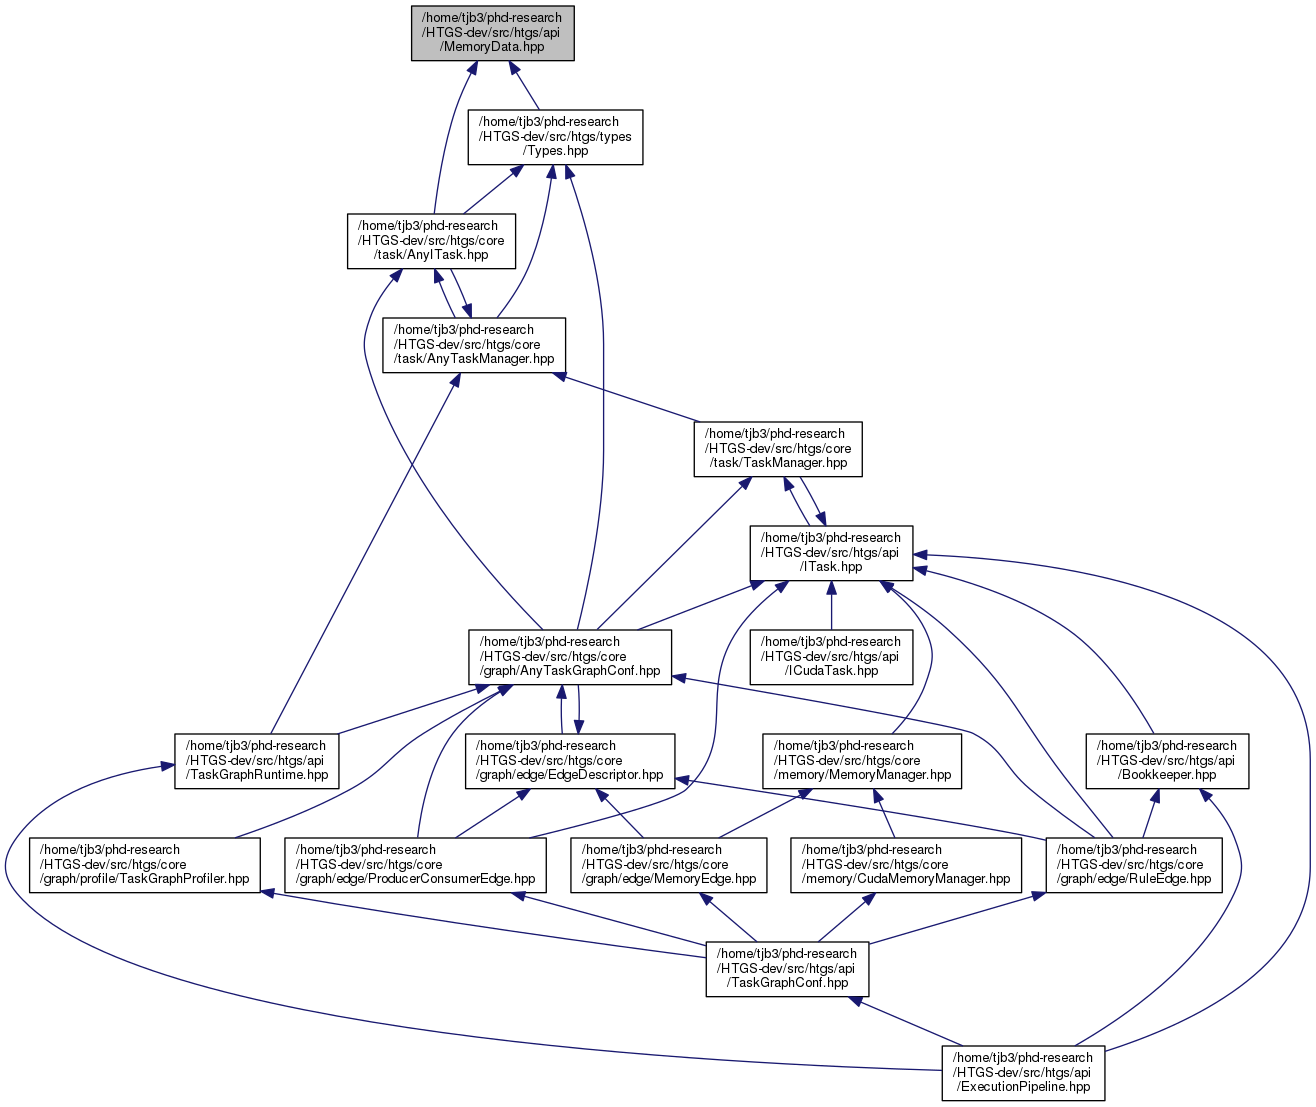 /home/tjb3/phd-research
/HTGS-dev/src/htgs/api
/MemoryData.hpp
/home/tjb3/phd-research
/HTGS-dev/src/htgs/types
/Types.hpp
/home/tjb3/phd-research
/HTGS-dev/src/htgs/core
/task/AnyITask.hpp
/home/tjb3/phd-research
/HTGS-dev/src/htgs/core
/task/AnyTaskManager.hpp
/home/tjb3/phd-research
/HTGS-dev/src/htgs/core
/task/TaskManager.hpp
/home/tjb3/phd-research
/HTGS-dev/src/htgs/api
/ITask.hpp
/home/tjb3/phd-research
/HTGS-dev/src/htgs/core
/graph/AnyTaskGraphConf.hpp
/home/tjb3/phd-research
/HTGS-dev/src/htgs/api
/ICudaTask.hpp
/home/tjb3/phd-research
/HTGS-dev/src/htgs/api
/TaskGraphRuntime.hpp
/home/tjb3/phd-research
/HTGS-dev/src/htgs/core
/graph/edge/EdgeDescriptor.hpp
/home/tjb3/phd-research
/HTGS-dev/src/htgs/core
/memory/MemoryManager.hpp
/home/tjb3/phd-research
/HTGS-dev/src/htgs/api
/Bookkeeper.hpp
/home/tjb3/phd-research
/HTGS-dev/src/htgs/core
/graph/profile/TaskGraphProfiler.hpp
/home/tjb3/phd-research
/HTGS-dev/src/htgs/core
/graph/edge/ProducerConsumerEdge.hpp
/home/tjb3/phd-research
/HTGS-dev/src/htgs/core
/graph/edge/MemoryEdge.hpp
/home/tjb3/phd-research
/HTGS-dev/src/htgs/core
/memory/CudaMemoryManager.hpp
/home/tjb3/phd-research
/HTGS-dev/src/htgs/core
/graph/edge/RuleEdge.hpp
/home/tjb3/phd-research
/HTGS-dev/src/htgs/api
/TaskGraphConf.hpp
/home/tjb3/phd-research
/HTGS-dev/src/htgs/api
/ExecutionPipeline.hpp